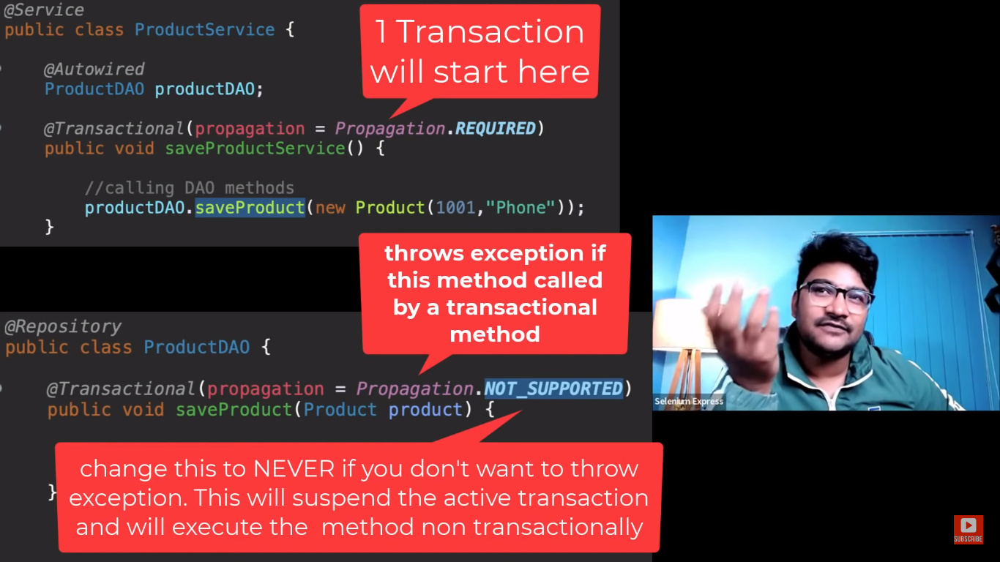 @Service
public class ProductService {
@Autowired
ProductDAO productDAO;
@Transactional(propagation = Propagation.REQUIRED)
public void saveProductService() {
//calling DAO methods
productDAO.saveProduct(new Product(1001,"Phone"));
}
1 Transaction
will start here
throws exception if
this method called
by a transactional
method
@Repository
public class ProductDAO {
@Transactional(propagation = Propagation.NOT_SUPPORTED)
public void saveProduct(Product product) {
}
change this to NEVER if you don't want to throw
exception. This will suspend the active transaction
and will execute the method non transactionally
Selenium Express
SUBSCRIBE